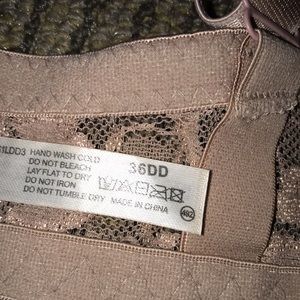 HAND WASH COLD 36DD
DO NOT BLEACH
LAY FLAT TO DRY
DO NOT IRON
DO NOT TUMBLE DRY MADE IN CHINA